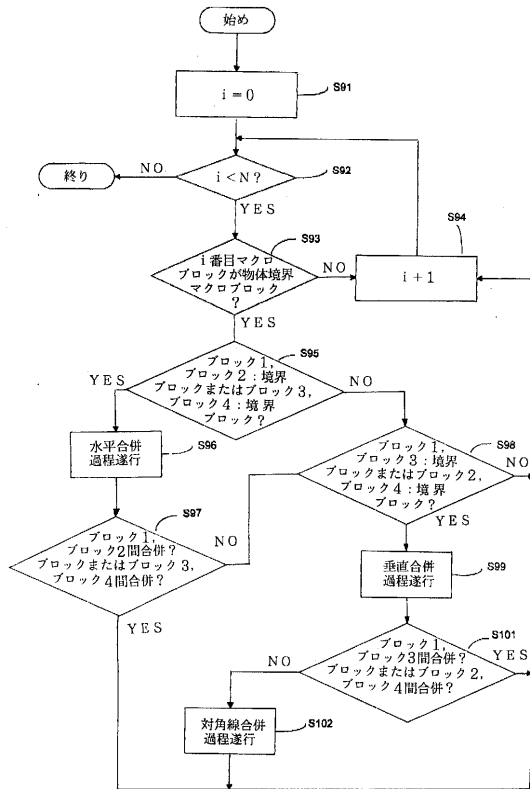 始め
i=0
S91
i<N?
S92
NO
終り
YES
S93
i番目マクロ
ブロックが物体境界
マクロブロック
?
NO
S94
i+1
YES
S95
ブロック1,
ブロック2:境界
ブロックまたはブロック3,
ブロック4:境界
ブロック?
YES
NO
水平合併
過程遂行
S96
ブロック1,
ブロック3:境界
ブロックまたはブロック2,
ブロック4:境界
ブロック?
S98
NO
YES
S97
ブロック1,
ブロック2間合併?
ブロックまたはブロック3,
ブロック4間合併?
NO
YES
垂直合併
過程遂行
S99
ブロック1,
ブロック3間合併?
ブロックまたはブロック2,
ブロック4間合併?
S101
YES
NO
対角線合併
過程遂行
S102